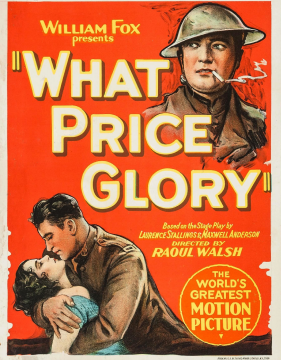 WILLIAM FOX
presents
"WHAT
PRICE
GLORY"
Based on the Stage Play by
LAURENCE STALLINGS & MAXWELL ANDERSON
DIRECTED BY
RAOUL WALSH
THE
WORLD'S
GREATEST
MOTION
PICTURE